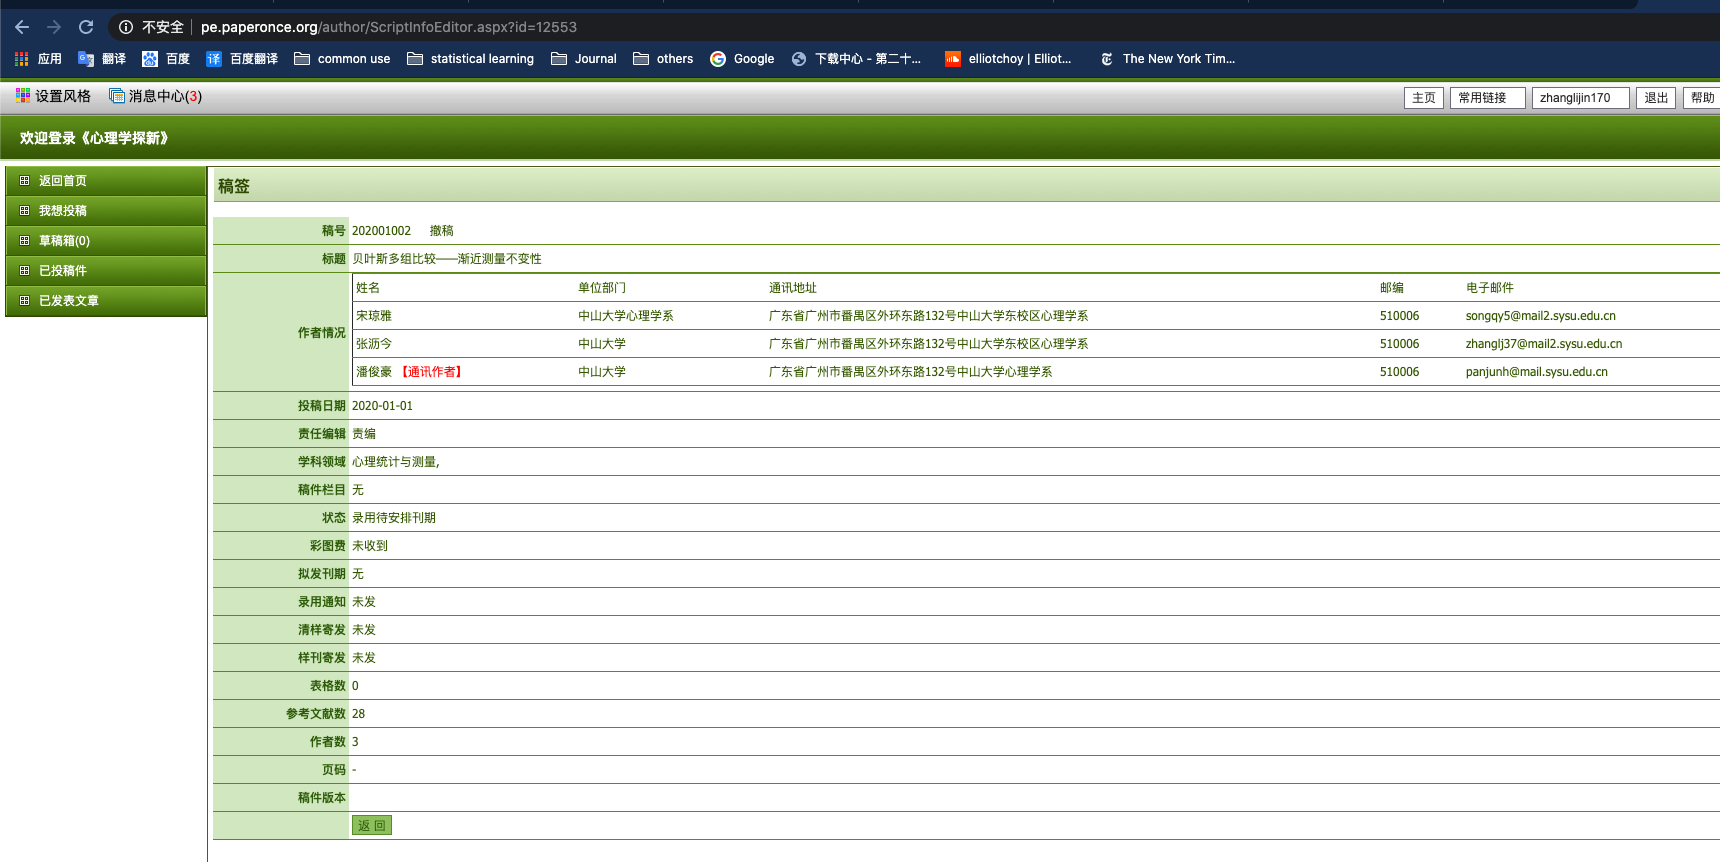 不安全 pe.paperonce.org/author/ScriptInfoEditor.aspx?id=12553
应用 翻译 百度 百度翻译 common use statistical learning Journal others Google 下载中心 - 第二十... elliotchoy | Elliot... The New York Tim...
设置风格 消息中心(3) 主页 常用链接 zhanglijin170 退出 帮助
欢迎登录《心理学探新》
返回首页
我想投稿
草稿箱(0)
已投稿件
已发表文章
稿签
稿号 202001002 撤稿
标题 贝叶斯多组比较——渐近测量不变性
作者情况
姓名 单位部门 通讯地址 邮编 电子邮件
宋琼雅 中山大学心理学系 广东省广州市番禺区外环东路132号中山大学东校区心理学系 510006 songqy5@mail2.sysu.edu.cn
张沥今 中山大学 广东省广州市番禺区外环东路132号中山大学东校区心理学系 510006 zhanglj37@mail2.sysu.edu.cn
潘俊豪 【通讯作者】 中山大学 广东省广州市番禺区外环东路132号中山大学心理学系 510006 panjunh@mail.sysu.edu.cn
投稿日期 2020-01-01
责任编辑 责编
学科领域 心理统计与测量,
稿件栏目 无
状态 录用待安排刊期
彩图费 未收到
拟发刊期 无
录用通知 未发
清样寄发 未发
样刊寄发 未发
表格数 0
参考文献数 28
作者数 3
页码 -
稿件版本
返 回